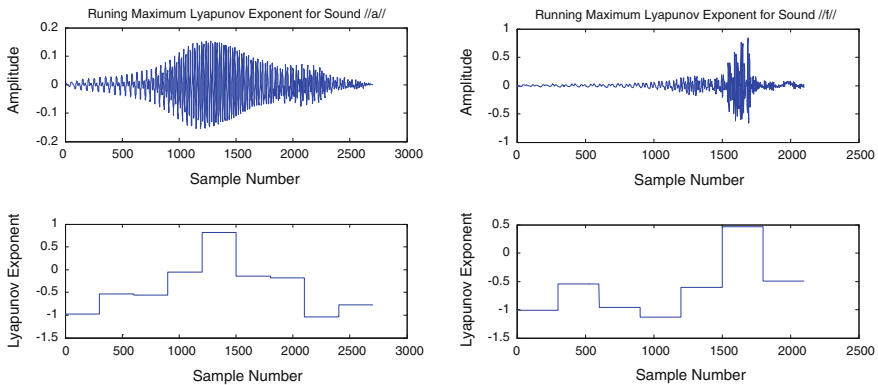 Runing Maximum Lyapunov Exponent for Sound //a//
0.2
0.1
0
-0.1
-0.2
Amplitude
0 500 1000 1500 2000 2500 3000
Sample Number
Running Maximum Lyapunov Exponent for Sound //f//
1
0.5
0
-0.5
-1
Amplitude
0 500 1000 1500 2000 2500
Sample Number
1
0.5
0
-0.5
-1
-1.5
Lyapunov Exponent
0 500 1000 1500 2000 2500 3000
Sample Number
0.5
0
-0.5
-1
-1.5
Lyapunov Exponent
0 500 1000 1500 2000 2500
Sample Number